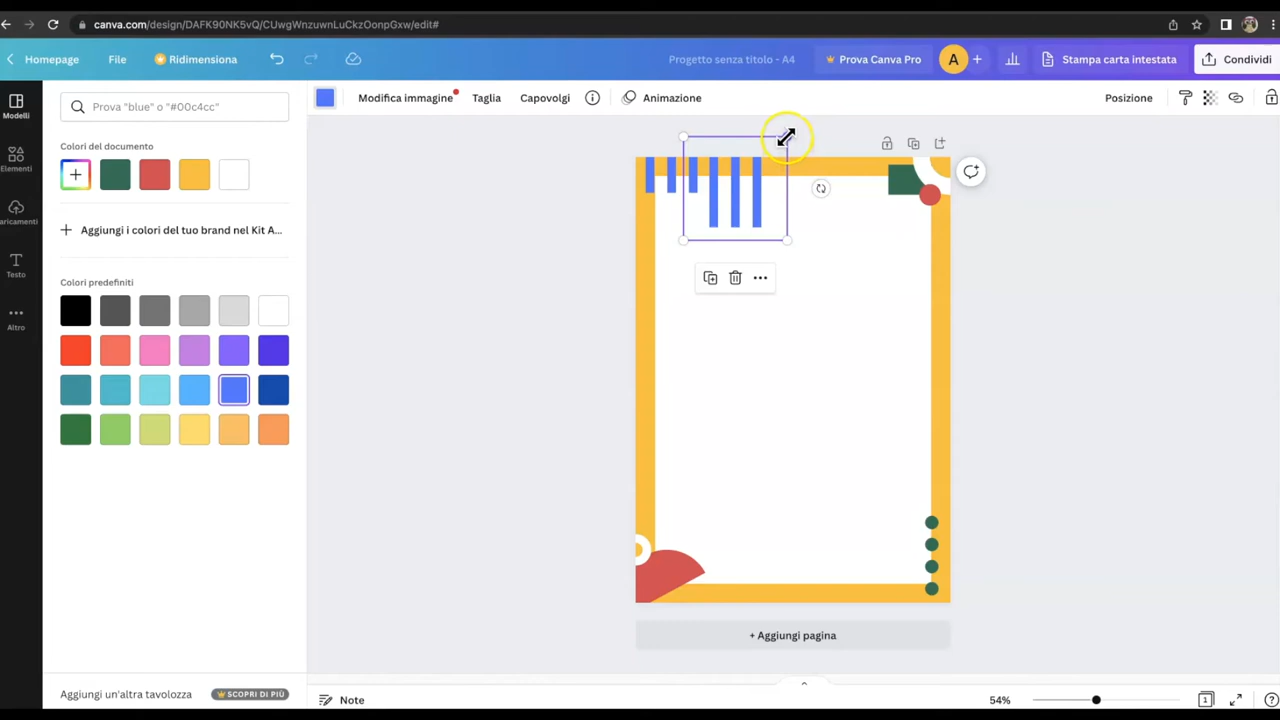 canva.com/design/DAFK90NK5vQ/CUwgWnzuwnLuCkzOonpGxw/edit#
Homepage
File
Ridimensiona
Progetto senza titolo - A4
Prova Canva Pro
A
Stampa carta intestata
Condividi
Modelli
Elementi
aricamenti
Testo
Altro
Prova "blue" o "#00c4cc"
Colori del documento
Aggiungi i colori del tuo brand nel Kit A...
Colori predefiniti
Aggiungi un'altra tavolozza
SCOPRI DI PIÙ
Modifica immagine
Taglia
Capovolgi
Animazione
Posizione
+ Aggiungi pagina
Note
54%
1